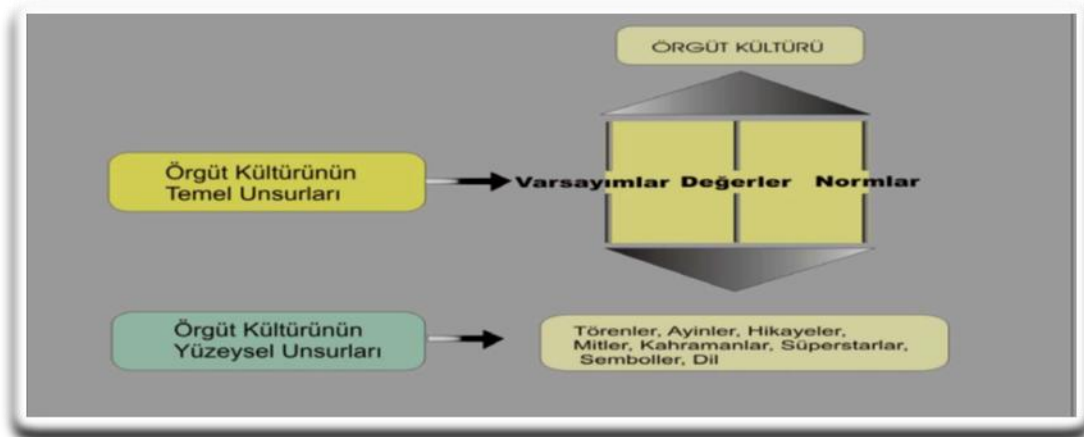 ÖRGÜT KÜLTÜRÜ
Örgüt Kültürünün
Temel Unsurları
Varsayımlar Değerler Normlar
Örgüt Kültürünün
Yüzeysel Unsurları
Törenler, Ayinler, Hikayeler,
Mitler, Kahramanlar, Süperstarlar,
Semboller, Dil